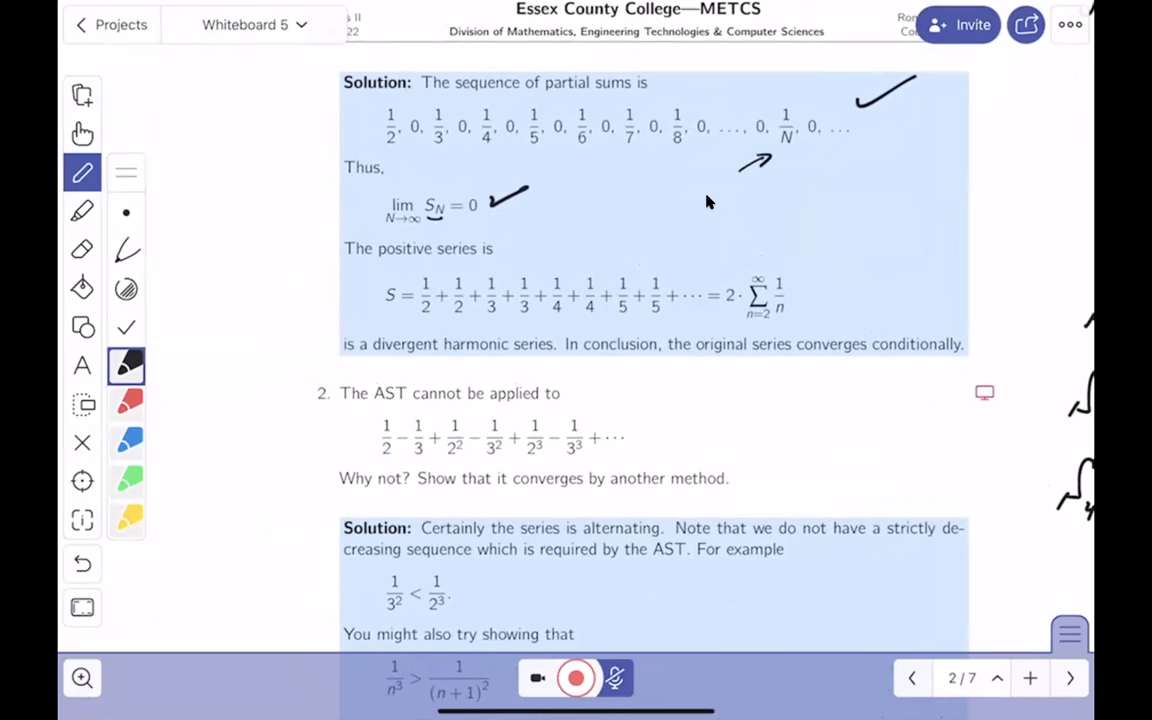 Projects
Whiteboard 5
s II
22
Essex County College—METCS
Division of Mathematics, Engineering Technologies & Computer Sciences
Ron
Co
Invite
Solution: The sequence of partial sums is
1/2, 0, 1/3, 0, 1/4, 0, 1/5, 0, 1/6, 0, 1/7, 0, 1/8, 0, ..., 0, 1/N, 0, ...
Thus,
lim N→∞ S_N = 0
The positive series is
S = 1/2 + 1/2 + 1/3 + 1/3 + 1/4 + 1/4 + 1/5 + 1/5 + ··· = 2 · ∑_{n=2}^{∞} 1/n
is a divergent harmonic series. In conclusion, the original series converges conditionally.
2. The AST cannot be applied to
1/2 − 1/3 + 1/2² − 1/3² + 1/2³ − 1/3³ + ···
Why not? Show that it converges by another method.
Solution: Certainly the series is alternating. Note that we do not have a strictly de-
creasing sequence which is required by the AST. For example
1/3² < 1/2³.
You might also try showing that
1/n³ > 1/(n + 1)²
A
2/7